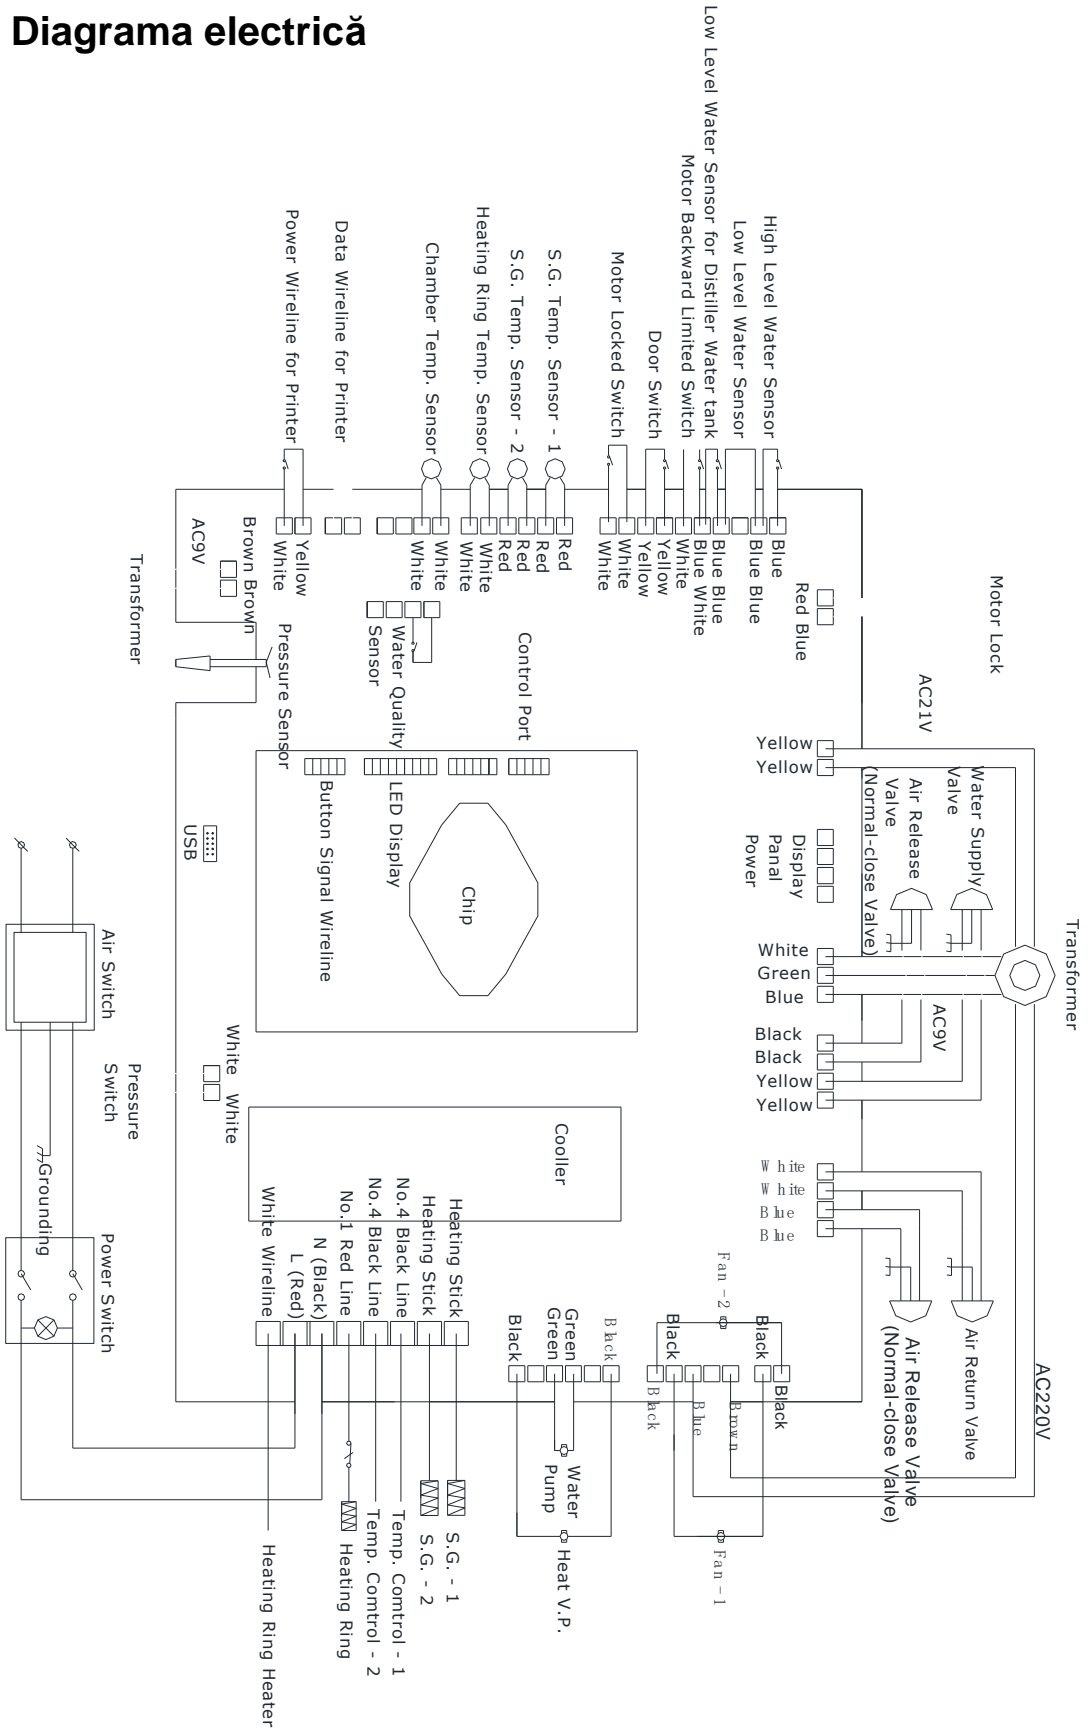 Diagrama electrică
Low Level Water Sensor for Distiller Water tank
Motor Backward Limited Switch
High Level Water Sensor
Low Level Water Sensor
Door Switch
Motor Locked Switch
S.G. Temp. Sensor - 1
S.G. Temp. Sensor - 2
Heating Ring Temp. Sensor
Chamber Temp. Sensor
Data Wireline for Printer
Power Wireline for Printer
Blue
Blue Blue
Blue Blue
Blue White
White
Yellow
Yellow
White
White
Red
Red
Red
Red
White
White
White
White
Yellow
White
Brown Brown
AC9V
Transformer
Pressure Sensor
Water Quality
Sensor
Control Port
Red Blue
Motor Lock
AC21V
Yellow
Yellow
Water Supply
Valve
Air Release
Valve
(Normal-close Valve)
Display
Panal
Power
LED Display
Button Signal Wireline
Chip
USB
Transformer
White
Green
Blue
AC9V
Black
Black
Yellow
Yellow
White
White
Blue
Blue
Air Switch
Pressure
Switch
White White
Grounding
Power Switch
Cooller
Heating Stick
Heating Stick
No.4 Black Line
No.4 Black Line
No.1 Red Line
N (Black)
L (Red)
White Wireline
Black
Green
Green
Black
Fan-2
Black
Black
Black
Blue
Brown
Black
Air Return Valve
Air Release Valve
(Normal-close Valve)
AC220V
Water
Pump
Heat V.P.
Fan-1
S.G. - 1
S.G. - 2
Temp. Comtrol - 1
Temp. Comtrol - 2
Heating Ring
Heating Ring Heater